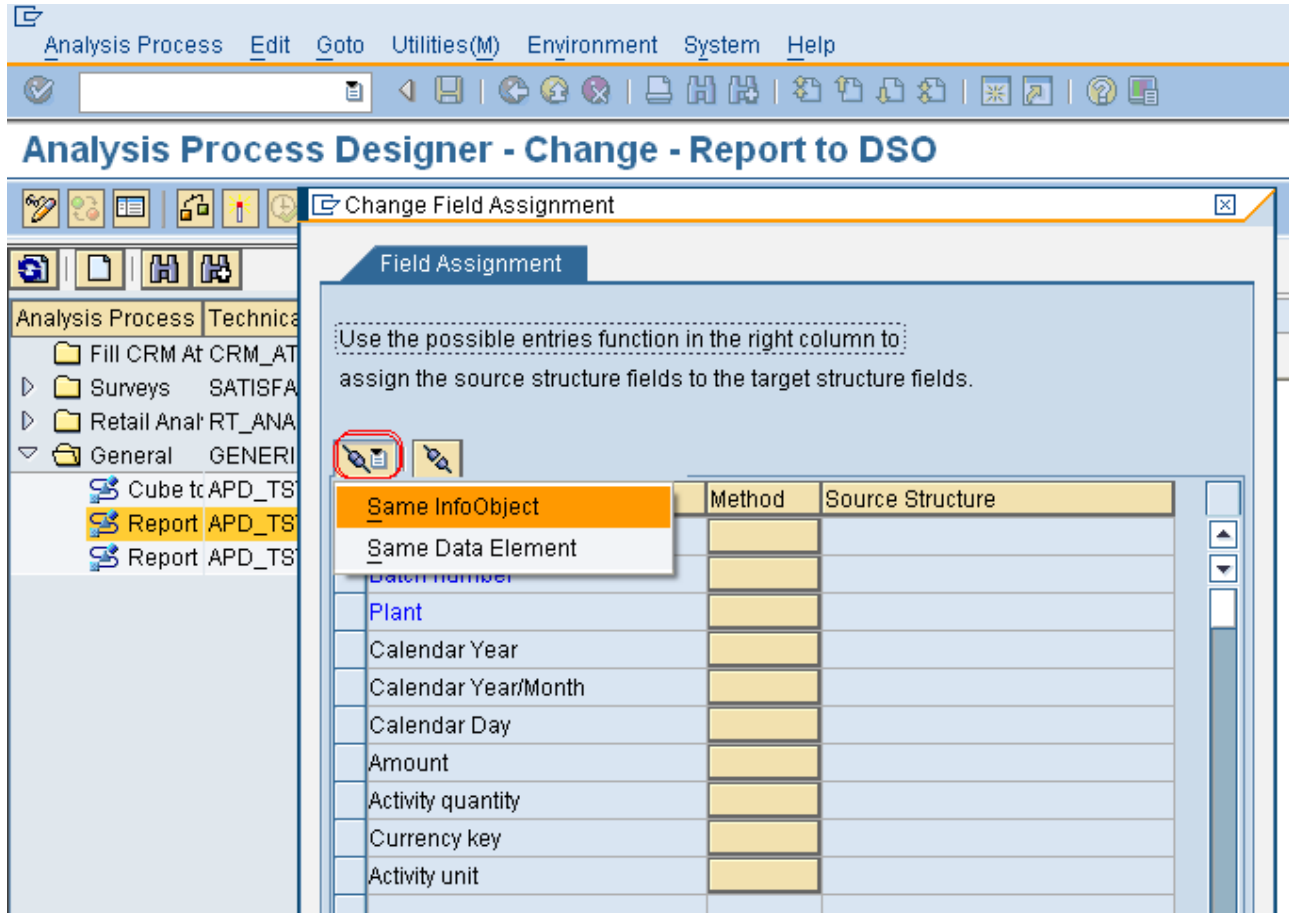 Analysis Process Edit Goto Utilities(M) Environment System Help
Analysis Process Designer - Change - Report to DSO
Change Field Assignment
Field Assignment
Analysis Process Technica
Use the possible entries function in the right column to
assign the source structure fields to the target structure fields.
Fill CRM At CRM_AT
Surveys SATISFA
Retail Anal RT_ANA
General GENERI
Cube tc APD_TS
Report APD_TS
Report APD_TS
Same InfoObject
Same Data Element
Method Source Structure
Batch number
Plant
Calendar Year
Calendar Year/Month
Calendar Day
Amount
Activity quantity
Currency key
Activity unit